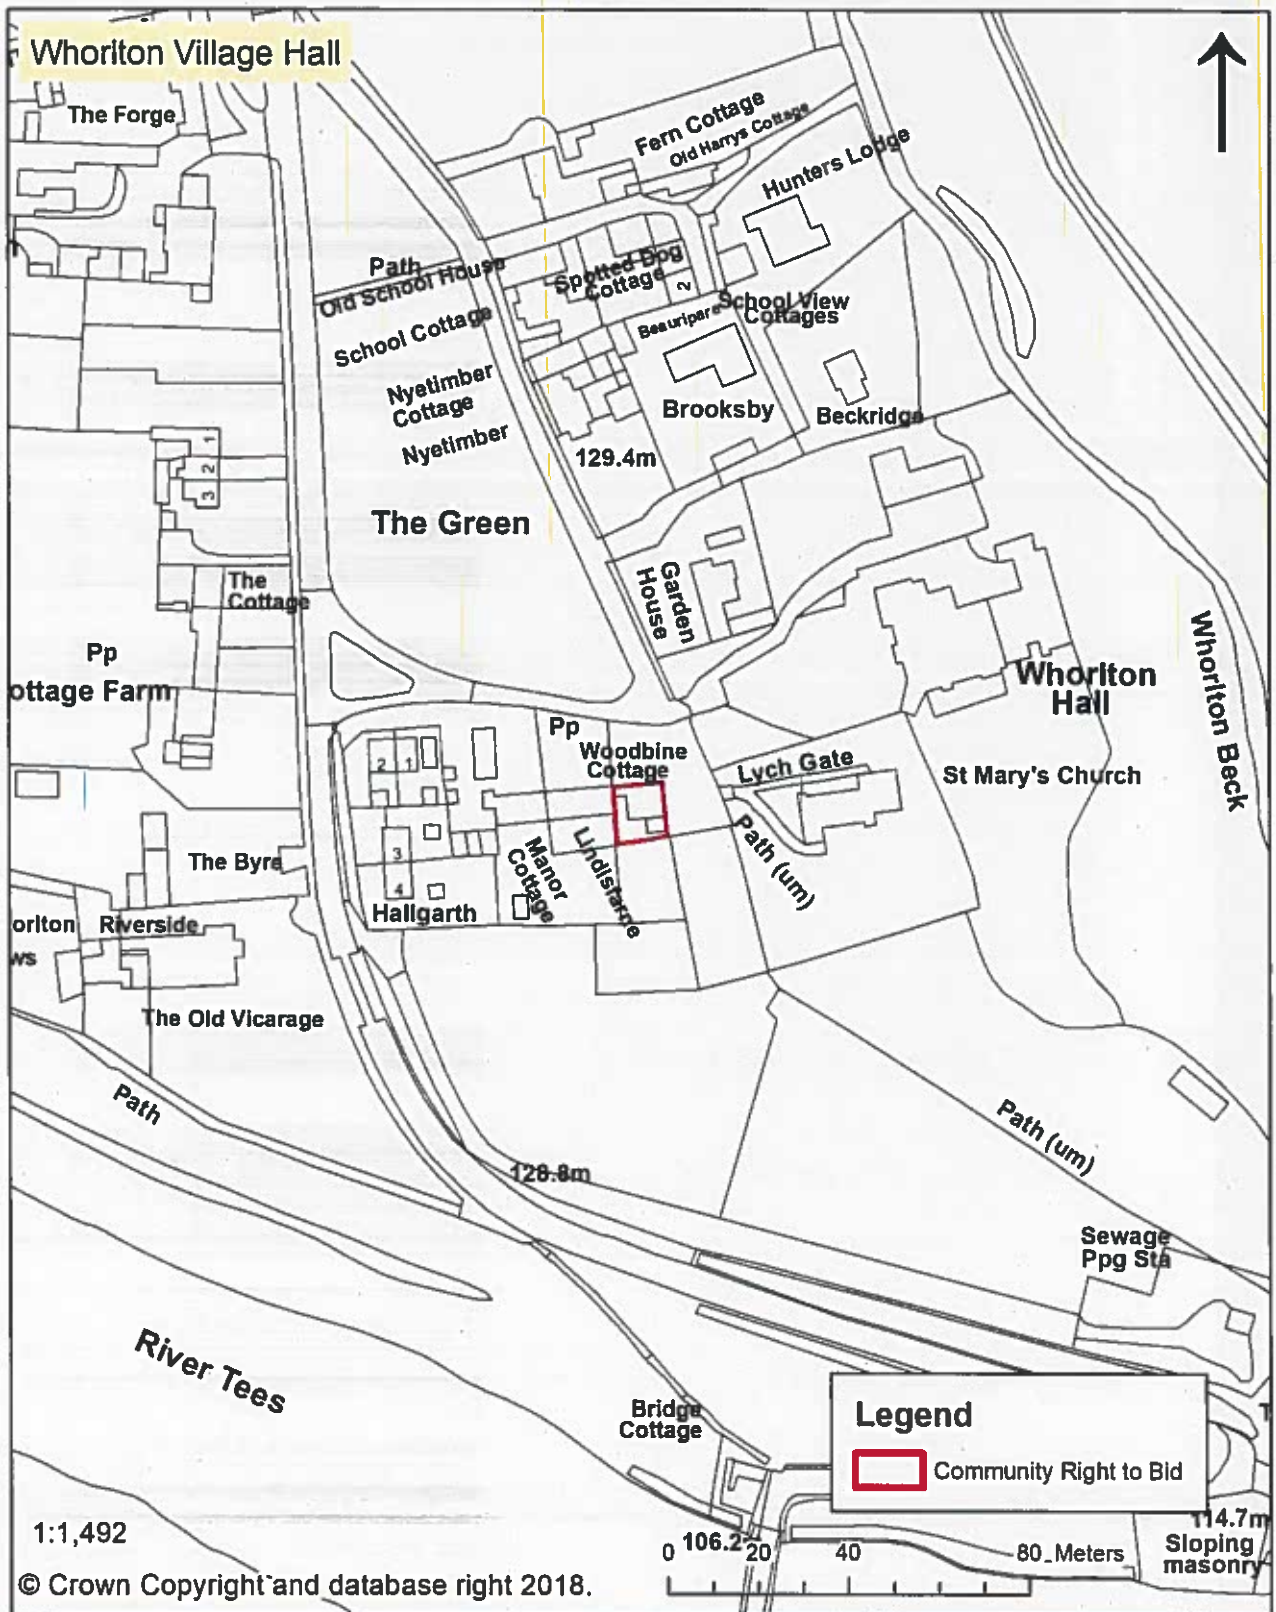 Whorlton Village Hall
The Forge
Fern Cottage
Old Harrys Cottage
Hunters Lodge
Path
Old School House
Spotted Dog
Cottage
2
School View
Cottages
Beauripare
School Cottage
Nyetimber
Cottage
Nyetimber
Brooksby
Beckridge
129.4m
1
2
3
The Green
The
Cottage
Garden
House
Pp
ottage Farm
Whorlton
Hall
Whorlton Beck
Pp
Woodbine
Cottage
Lych Gate
St Mary's Church
2 1
Path (um)
The Byre
3
4
Manor
Cottage
Lindisfarne
Hallgarth
orlton
ws
Riverside
The Old Vicarage
Path
128.8m
Path (um)
Sewage
Ppg Sta
River Tees
Bridge
Cottage
Legend
Community Right to Bid
114.7m
Sloping
masonry
1:1,492
106.2
0 20 40 80 Meters
© Crown Copyright and database right 2018.